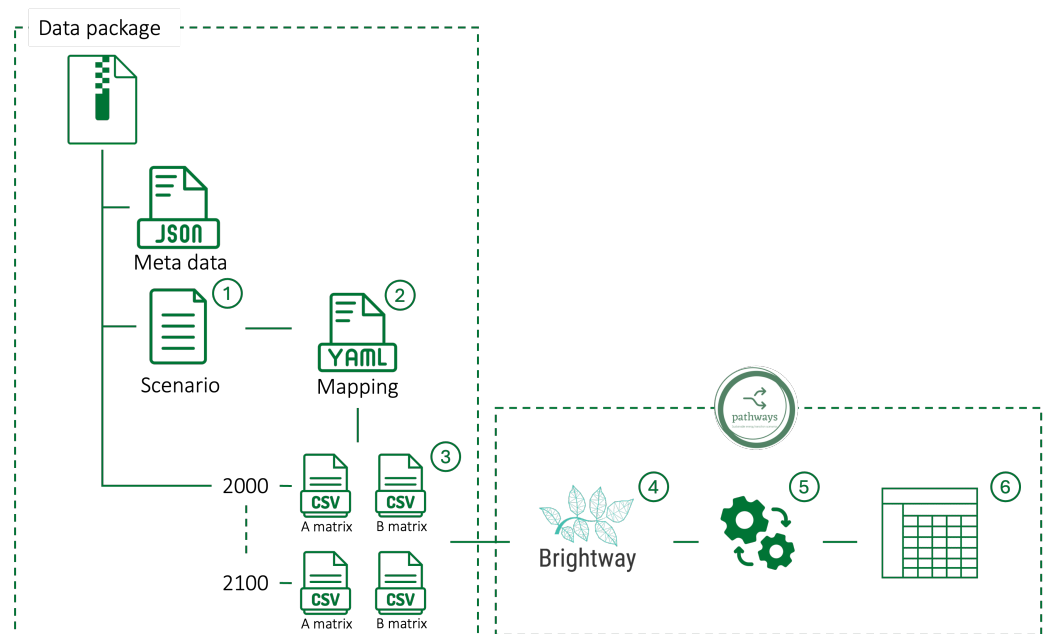 Data package
JSON
Meta data
1
Scenario
2
YAML
Mapping
3
2000
CSV
CSV
A matrix
B matrix
2100
CSV
CSV
A matrix
B matrix
pathways
4
Brightway
5
6